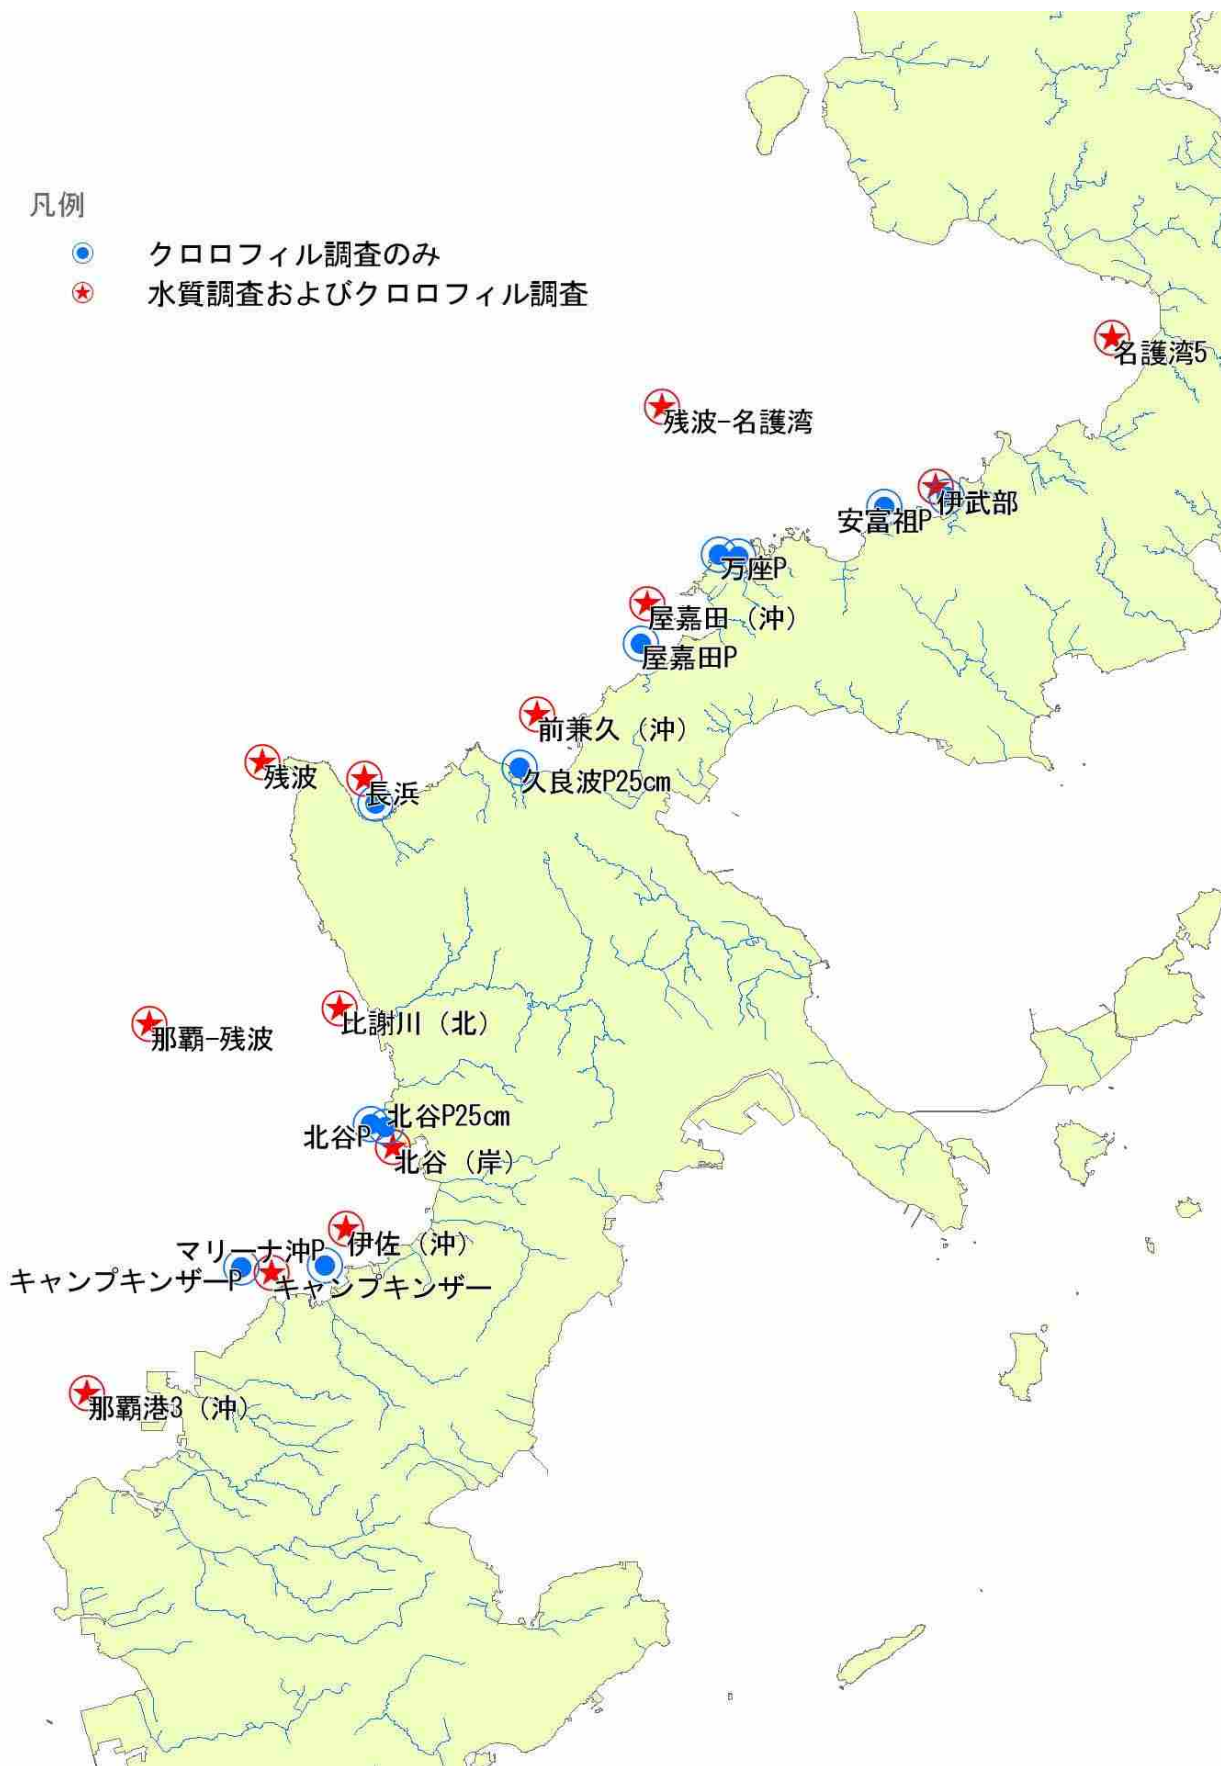 凡例
クロロフィル調査のみ
水質調査およびクロロフィル調査
名護湾5
残波-名護湾
伊武部
安富祖P
万座P
屋嘉田（沖）
屋嘉田P
前兼久（沖）
残波
久良波P25cm
長浜
比謝川（北）
那覇-残波
北谷P25cm
北谷P
北谷（岸）
伊佐（沖）
マリーナ沖P
キャンプキンザーP
キャンプキンザー
那覇港3（沖）